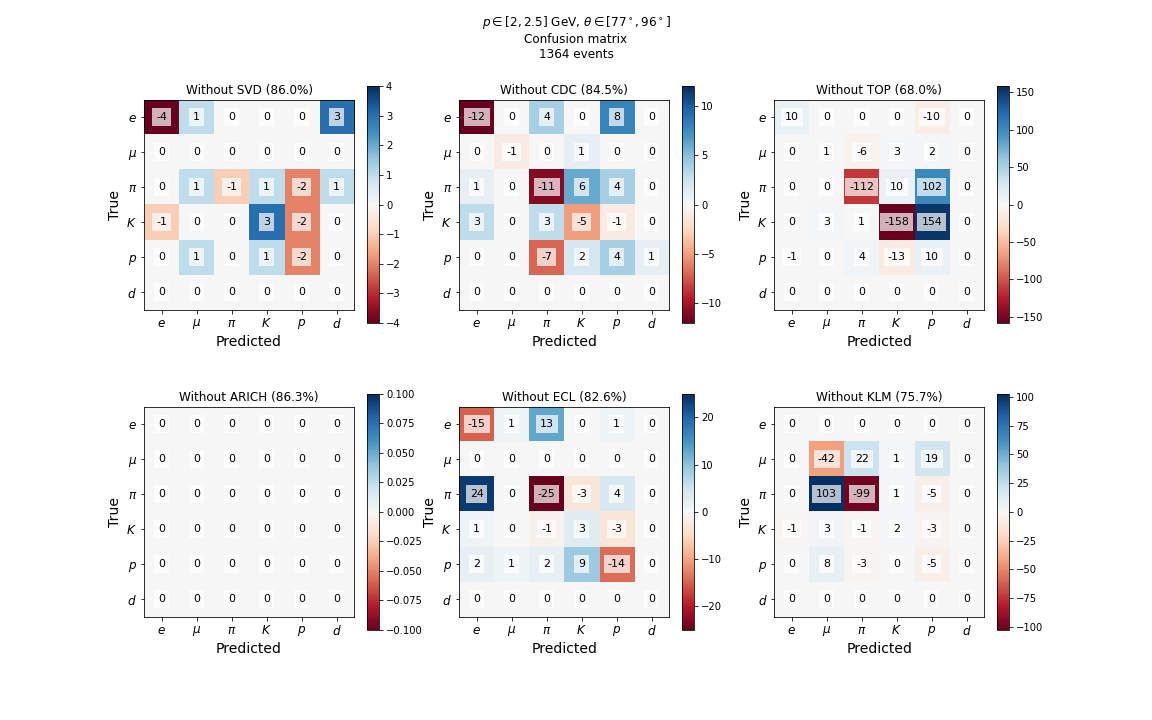 p ∈ [2, 2.5] GeV, θ ∈ [77°, 96°]
Confusion matrix
1364 events
Without SVD (86.0%)
True
e -4 1 0 0 0 3
μ 0 0 0 0 0 0
π 0 1 -1 1 -2 1
K -1 0 0 3 -2 0
p 0 1 0 1 -2 0
d 0 0 0 0 0 0
e μ π K p d
Predicted
4
3
2
1
0
−1
−2
−3
−4
Without CDC (84.5%)
True
e -12 0 4 0 8 0
μ 0 -1 0 1 0 0
π 1 0 -11 6 4 0
K 3 0 3 -5 -1 0
p 0 0 -7 2 4 1
d 0 0 0 0 0 0
e μ π K p d
Predicted
10
5
0
−5
−10
Without TOP (68.0%)
True
e 10 0 0 0 -10 0
μ 0 1 -6 3 2 0
π 0 0 -112 10 102 0
K 0 3 1 -158 154 0
p -1 0 4 -13 10 0
d 0 0 0 0 0 0
e μ π K p d
Predicted
150
100
50
0
−50
−100
−150
Without ARICH (86.3%)
True
e 0 0 0 0 0 0
μ 0 0 0 0 0 0
π 0 0 0 0 0 0
K 0 0 0 0 0 0
p 0 0 0 0 0 0
d 0 0 0 0 0 0
e μ π K p d
Predicted
0.100
0.075
0.050
0.025
0.000
−0.025
−0.050
−0.075
−0.100
Without ECL (82.6%)
True
e -15 1 13 0 1 0
μ 0 0 0 0 0 0
π 24 0 -25 -3 4 0
K 1 0 -1 3 -3 0
p 2 1 2 9 -14 0
d 0 0 0 0 0 0
e μ π K p d
Predicted
20
10
0
−10
−20
Without KLM (75.7%)
True
e 0 0 0 0 0 0
μ 0 -42 22 1 19 0
π 0 103 -99 1 -5 0
K -1 3 -1 2 -3 0
p 0 8 -3 0 -5 0
d 0 0 0 0 0 0
e μ π K p d
Predicted
100
75
50
25
0
−25
−50
−75
−100